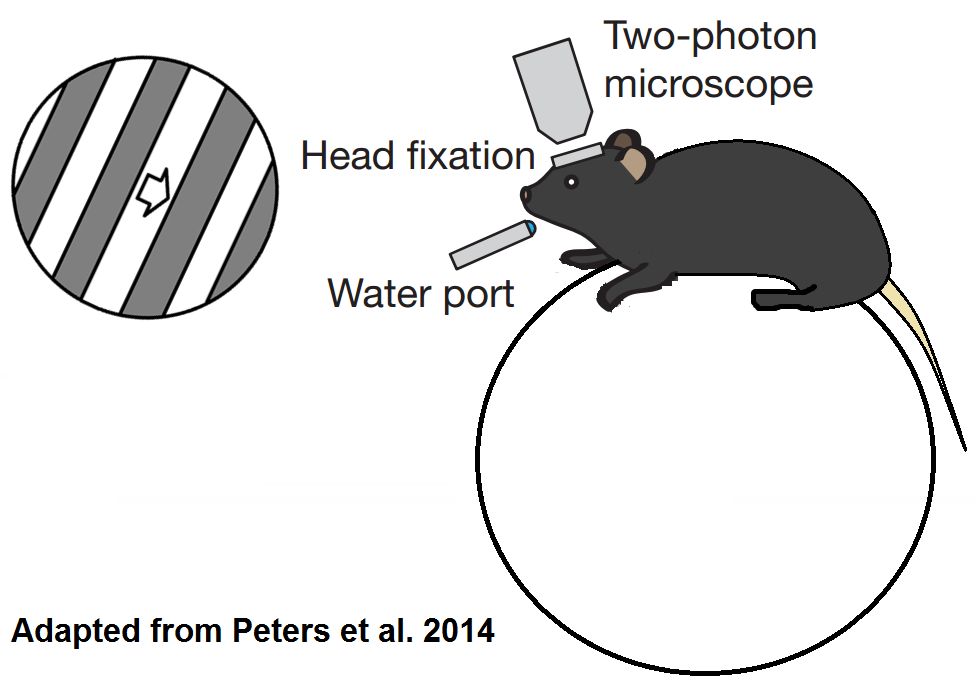 Two-photon
microscope
Head fixation
Water port
Adapted from Peters et al. 2014